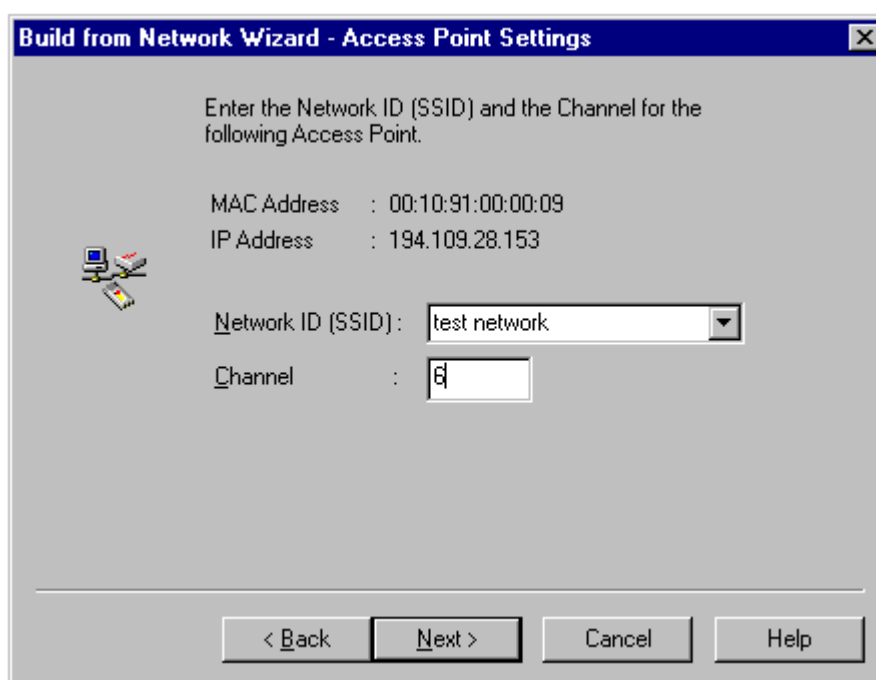 Build from Network Wizard - Access Point Settings
Enter the Network ID (SSID) and the Channel for the
following Access Point.
MAC Address : 00:10:91:00:00:09
IP Address : 194.109.28.153
Network ID (SSID) : test network
Channel : 6
< Back Next > Cancel Help